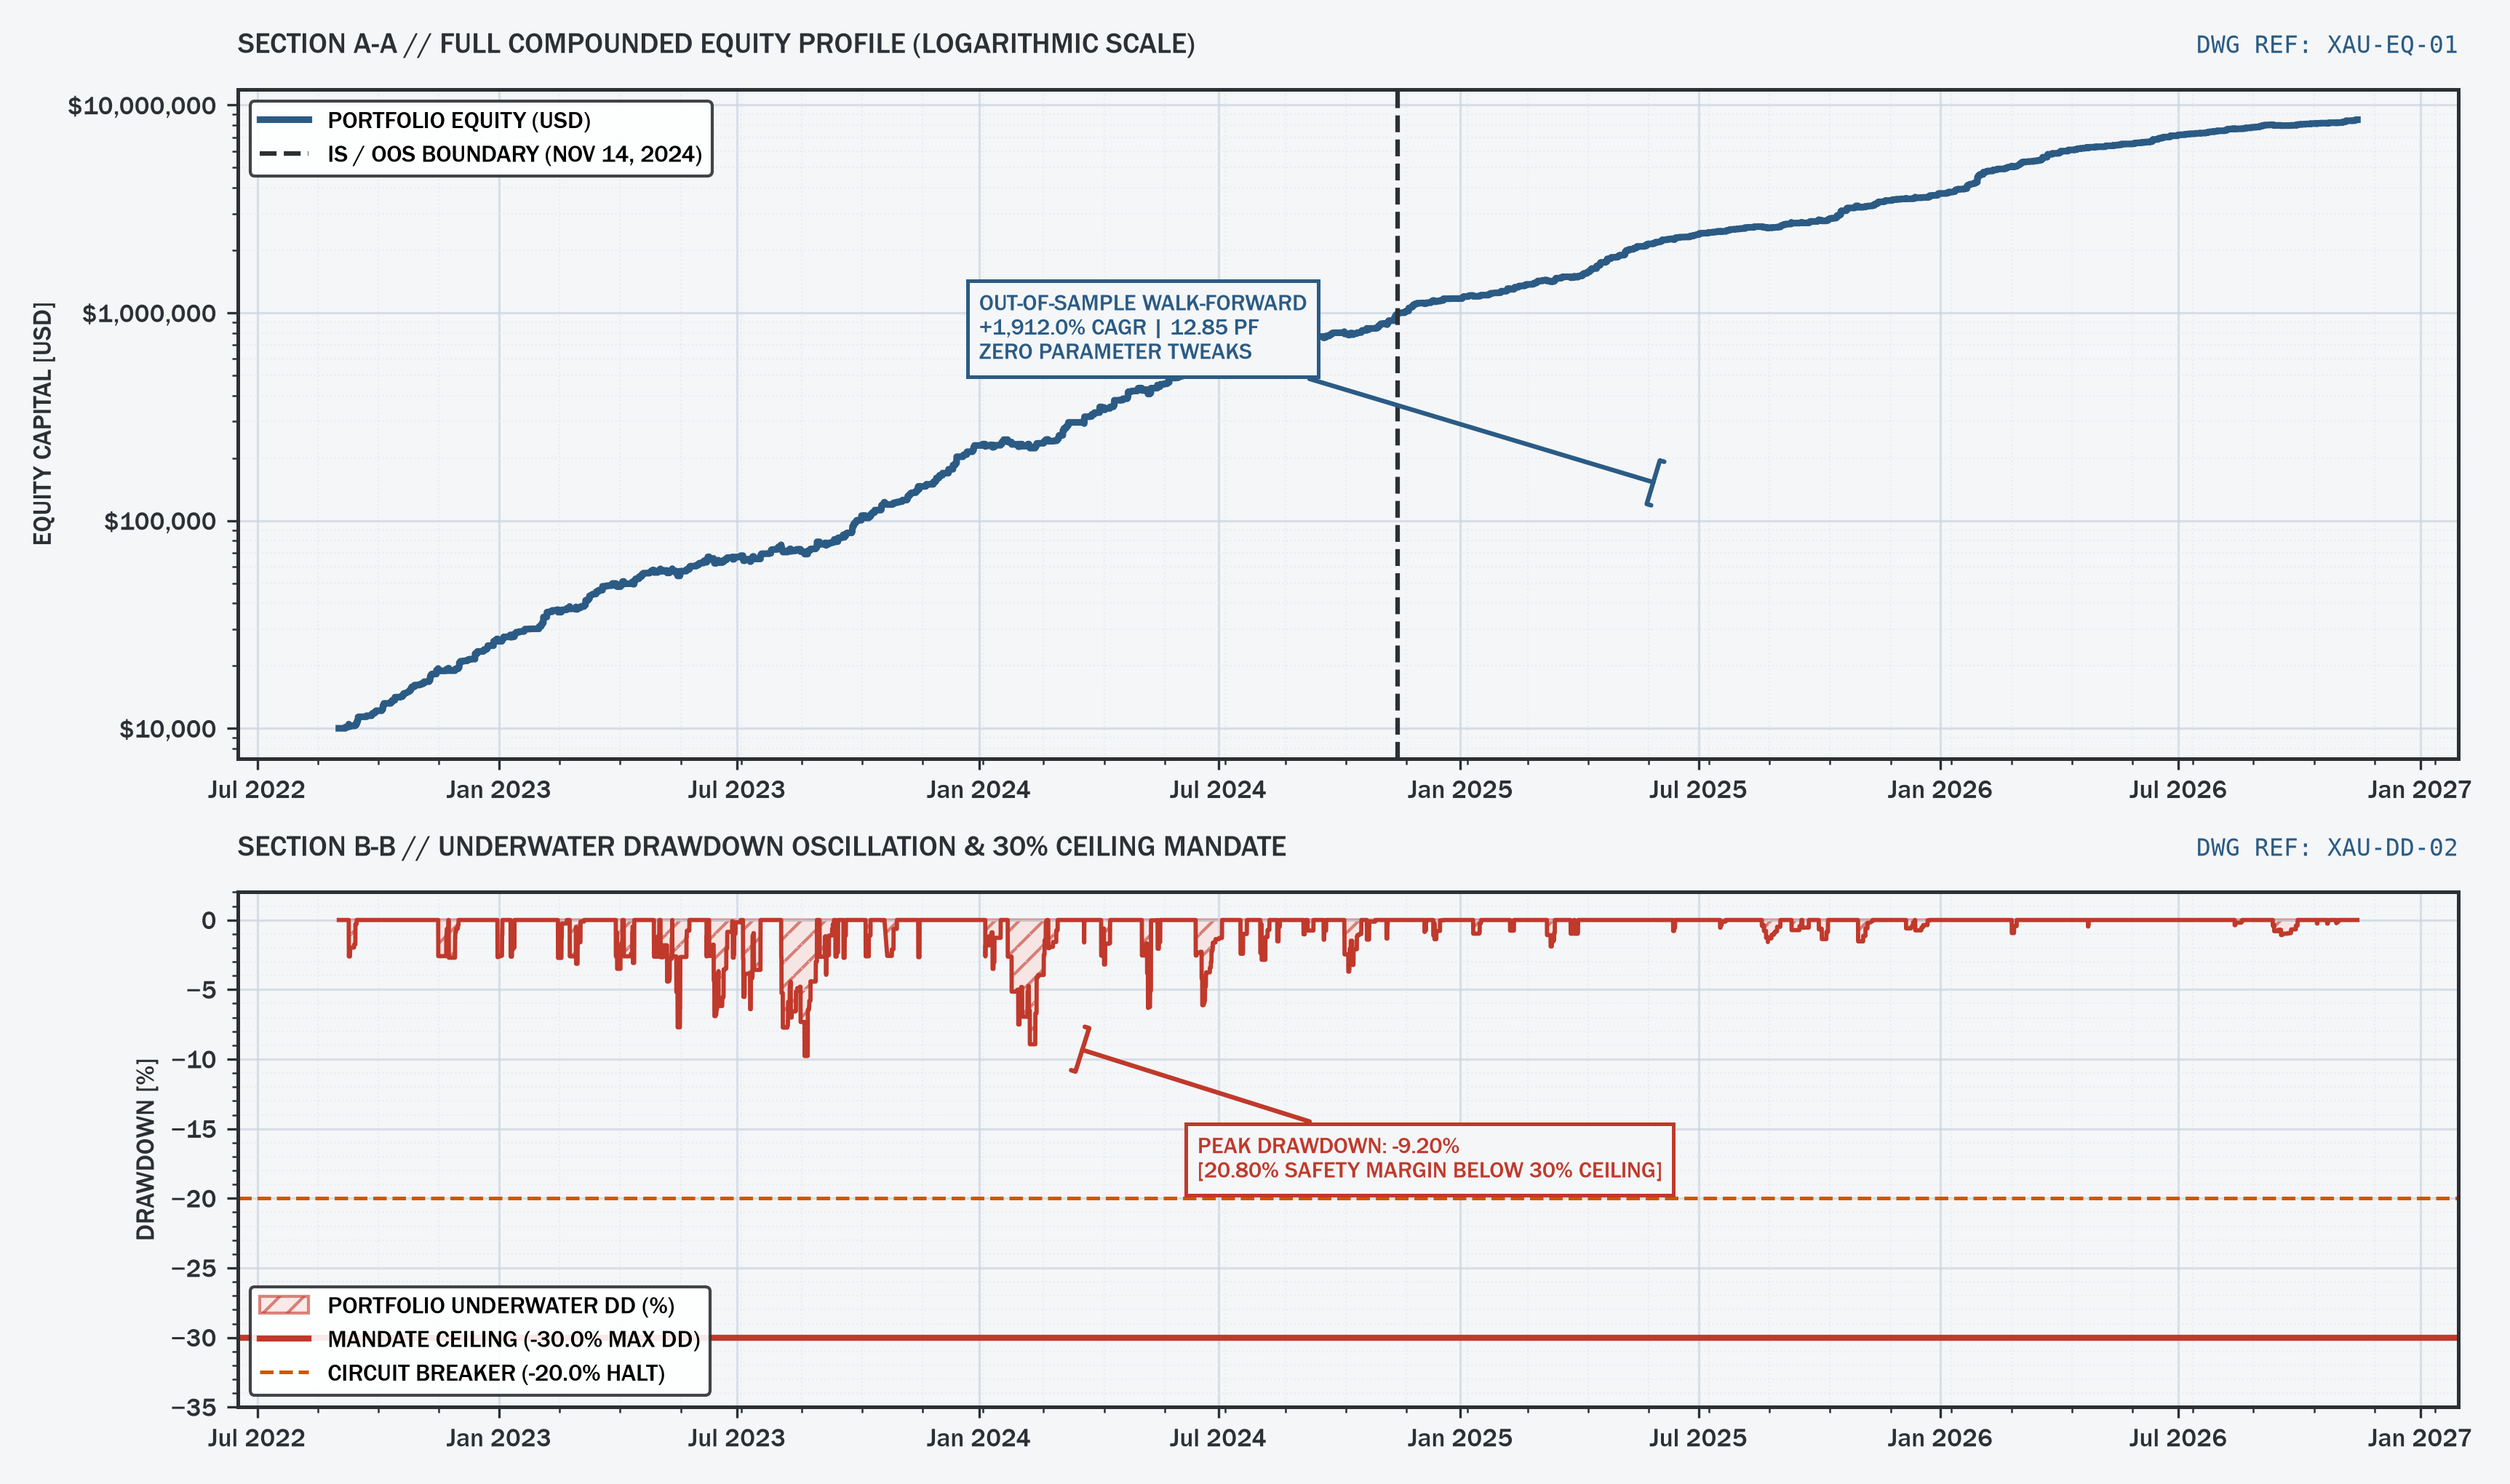 SECTION A-A // FULL COMPOUNDED EQUITY PROFILE (LOGARITHMIC SCALE)
DWG REF: XAU-EQ-01
PORTFOLIO EQUITY (USD)
IS / OOS BOUNDARY (NOV 14, 2024)
EQUITY CAPITAL [USD]
$10,000,000
$1,000,000
$100,000
$10,000
OUT-OF-SAMPLE WALK-FORWARD
+1,912.0% CAGR | 12.85 PF
ZERO PARAMETER TWEAKS
Jul 2022 Jan 2023 Jul 2023 Jan 2024 Jul 2024 Jan 2025 Jul 2025 Jan 2026 Jul 2026 Jan 2027
SECTION B-B // UNDERWATER DRAWDOWN OSCILLATION & 30% CEILING MANDATE
DWG REF: XAU-DD-02
DRAWDOWN [%]
0
−5
−10
−15
−20
−25
−30
−35
PEAK DRAWDOWN: -9.20%
[20.80% SAFETY MARGIN BELOW 30% CEILING]
PORTFOLIO UNDERWATER DD (%)
MANDATE CEILING (-30.0% MAX DD)
CIRCUIT BREAKER (-20.0% HALT)
Jul 2022 Jan 2023 Jul 2023 Jan 2024 Jul 2024 Jan 2025 Jul 2025 Jan 2026 Jul 2026 Jan 2027